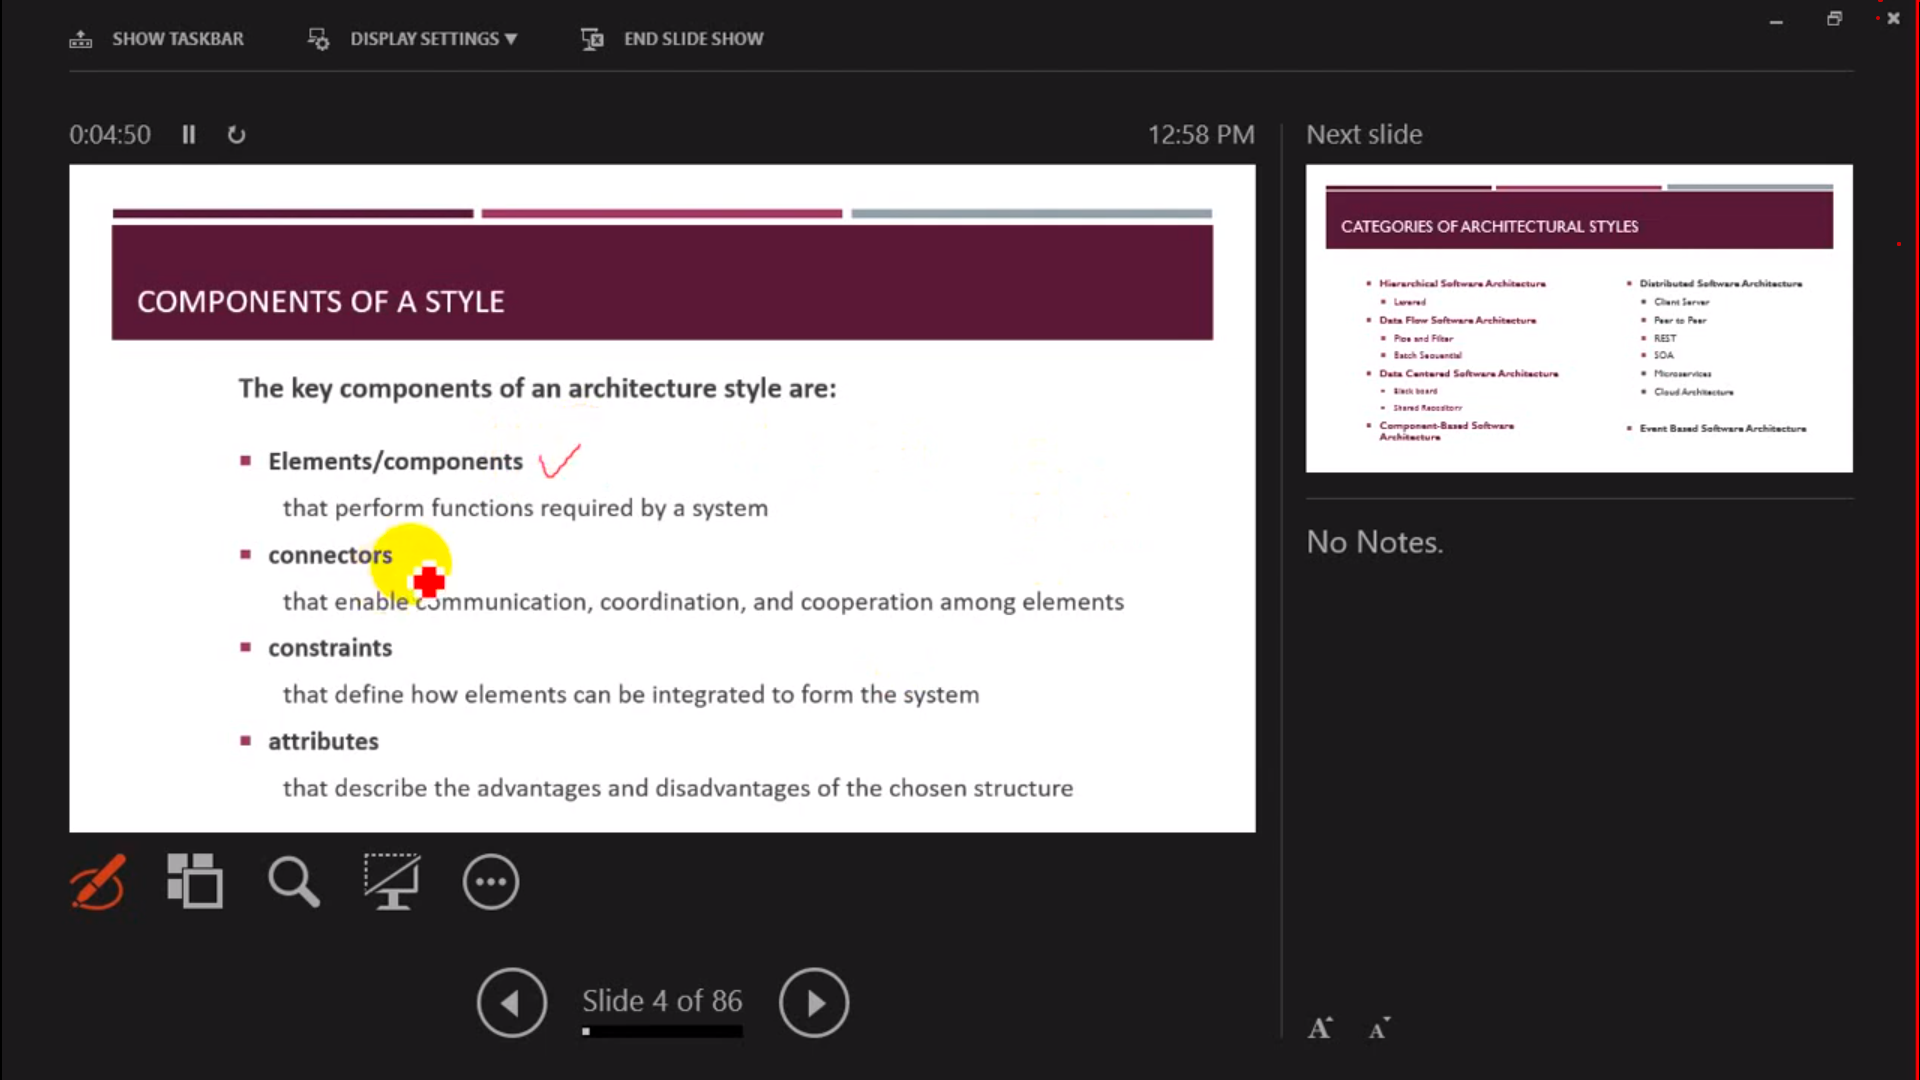 SHOW TASKBAR
DISPLAY SETTINGS
END SLIDE SHOW
0:04:50
12:58 PM
COMPONENTS OF A STYLE
The key components of an architecture style are:
Elements/components
that perform functions required by a system
connectors
that enable communication, coordination, and cooperation among elements
constraints
that define how elements can be integrated to form the system
attributes
that describe the advantages and disadvantages of the chosen structure
Slide 4 of 86
Next slide
CATEGORIES OF ARCHITECTURAL STYLES
Hierarchical Software Architecture
Layered
Data Flow Software Architecture
Pipe and Filter
Batch Sequential
Data Centered Software Architecture
Black board
Shared Repository
Component-Based Software
Architecture
Distributed Software Architecture
Client Server
Peer to Peer
REST
SOA
Microservices
Cloud Architecture
Event Based Software Architecture
No Notes.
A A